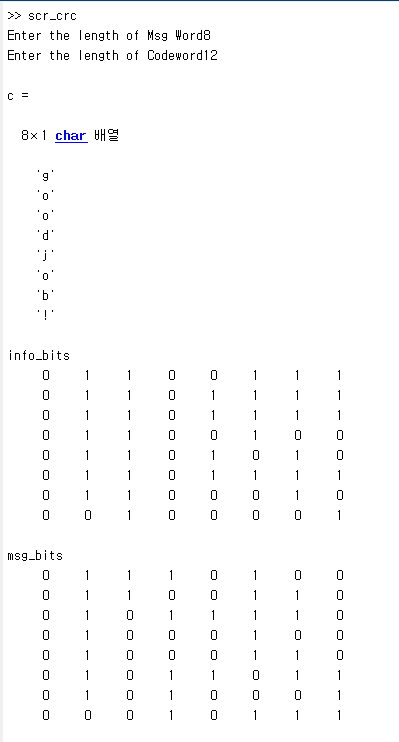 >> scr_crc
Enter the length of Msg Word8
Enter the length of Codeword12
c =
8×1 char 배열
'g'
'o'
'o'
'd'
'j'
'o'
'b'
'!'
info_bits
0 1 1 0 0 1 1 1
0 1 1 0 1 1 1 1
0 1 1 0 1 1 1 1
0 1 1 0 0 1 0 0
0 1 1 0 1 0 1 0
0 1 1 0 1 1 1 1
0 1 1 0 0 0 1 0
0 0 1 0 0 0 0 1
msg_bits
0 1 1 1 0 1 0 0
0 1 1 0 0 1 1 0
0 1 0 1 1 1 1 0
0 1 0 0 0 1 0 0
0 1 0 0 0 1 1 0
0 1 0 1 1 0 1 1
0 1 0 1 0 0 0 1
0 0 0 1 0 1 1 1